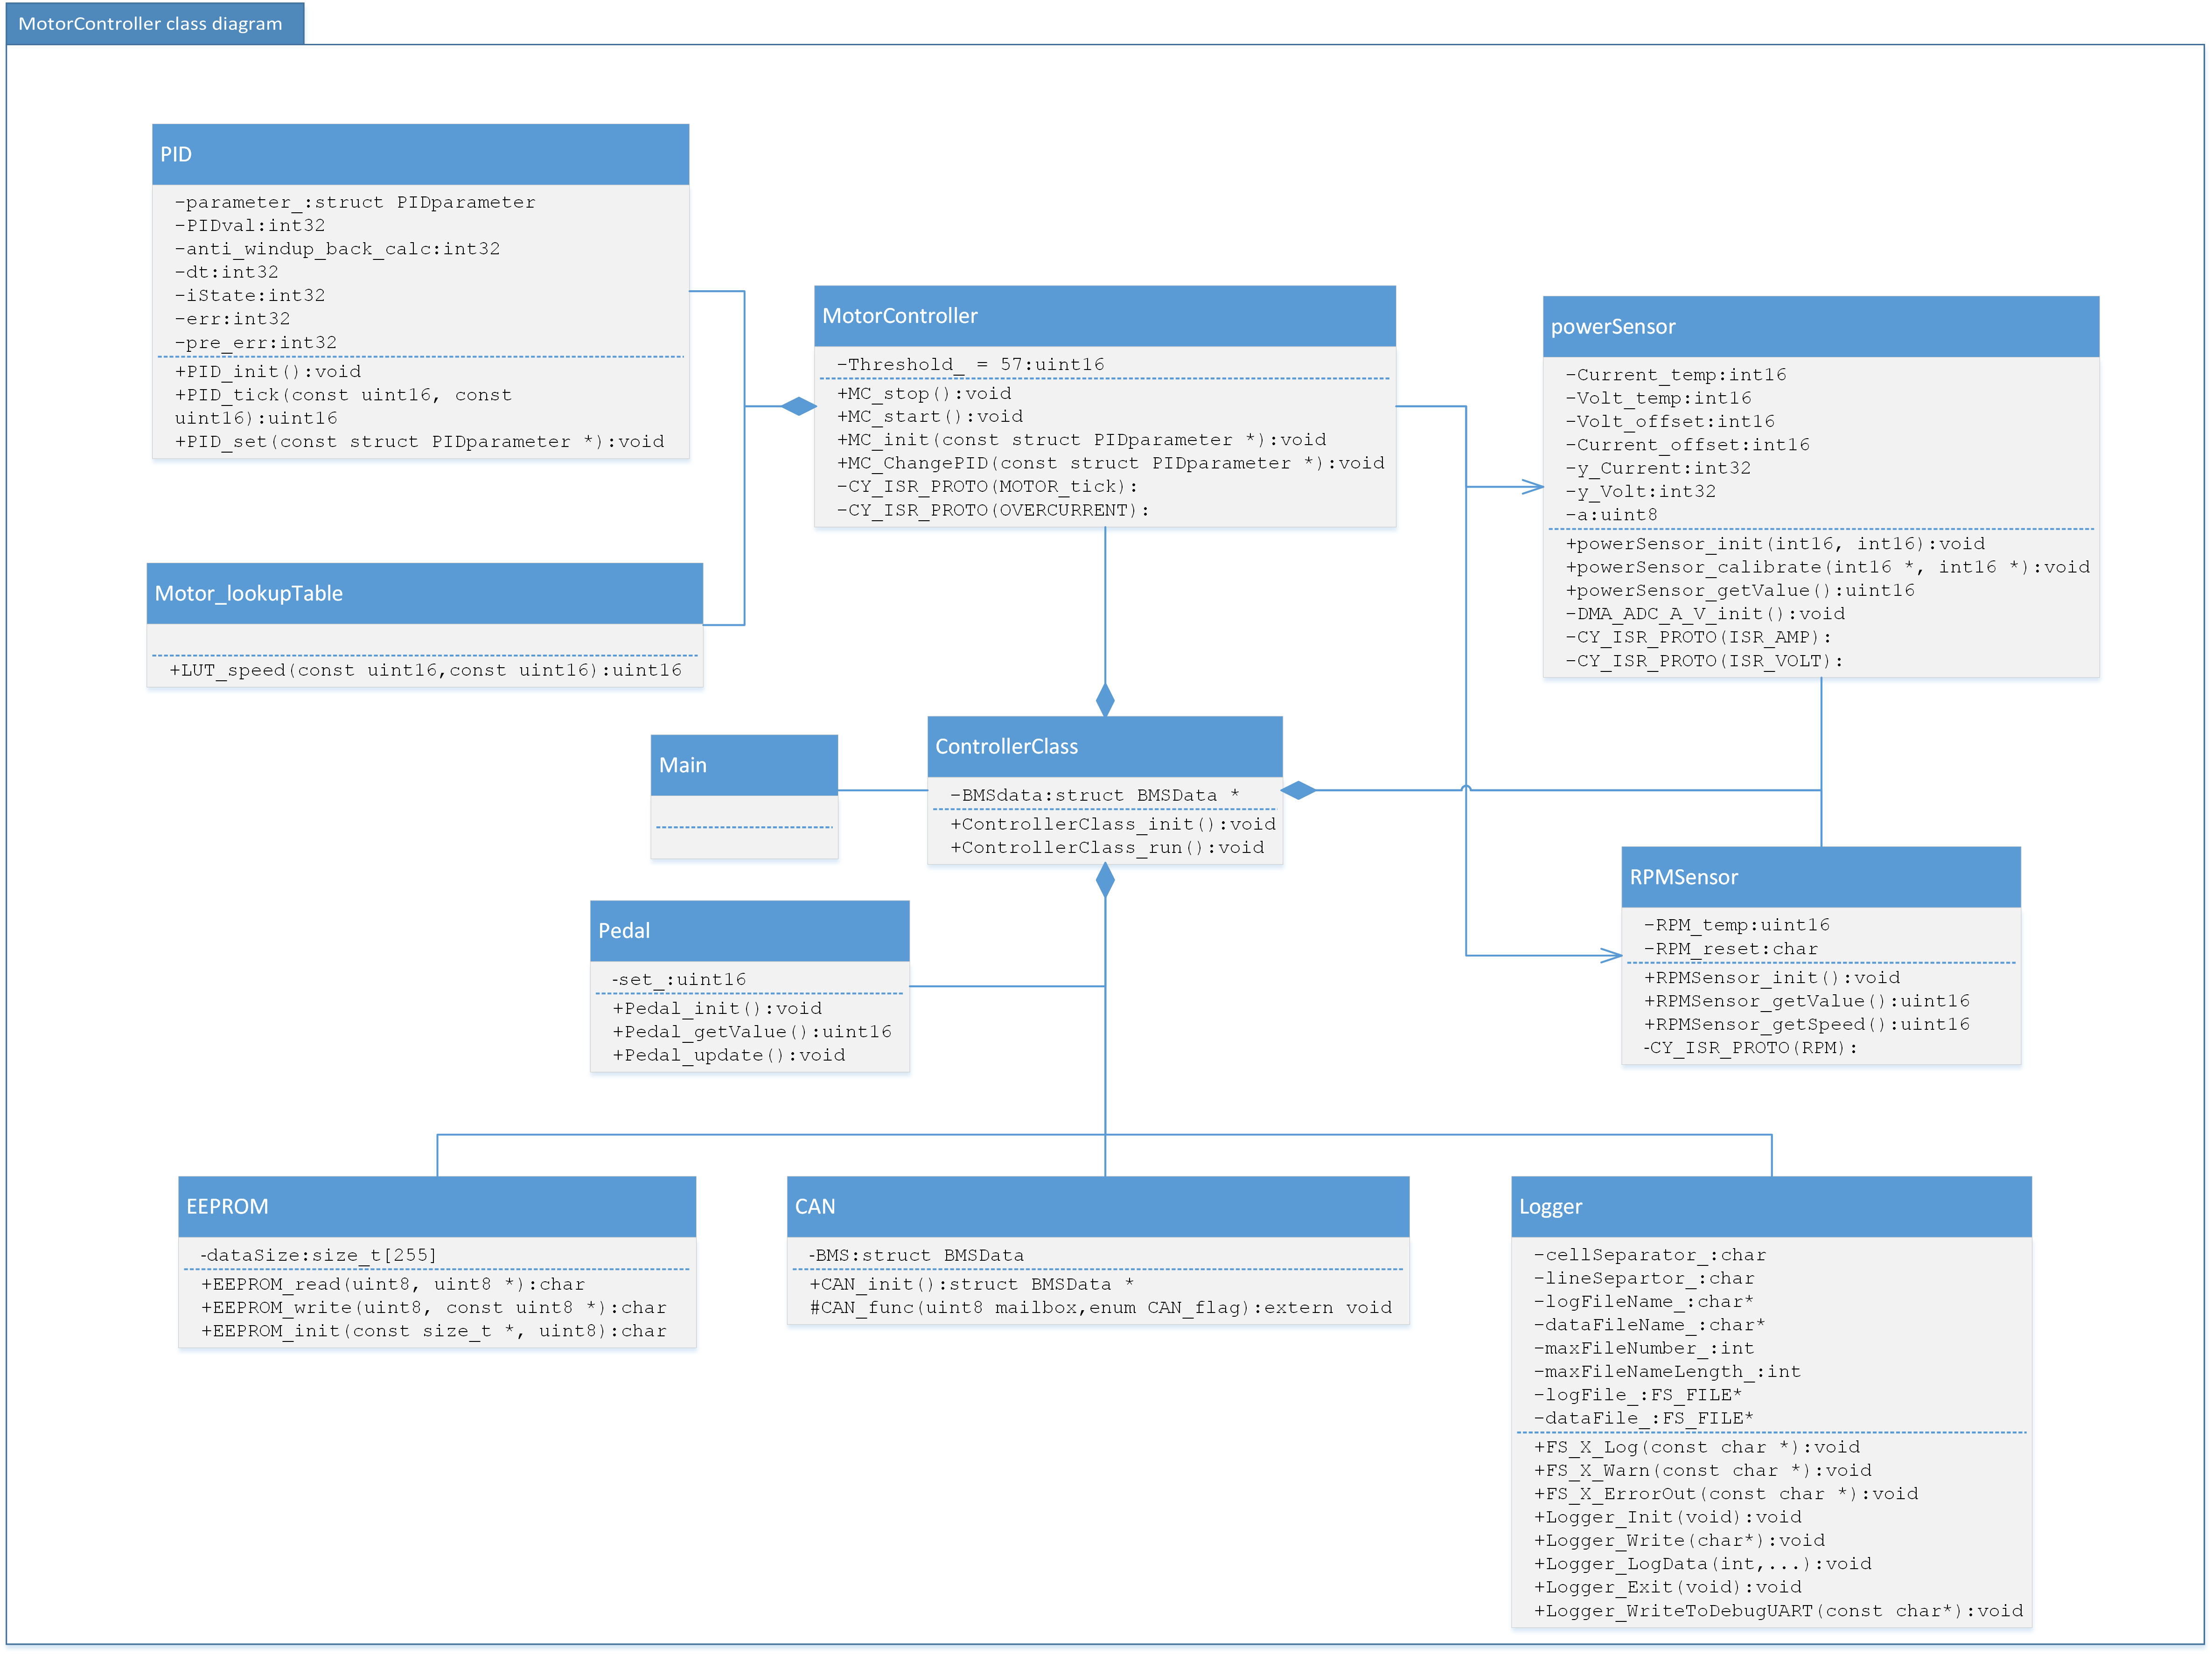 MotorController class diagram
PID
-parameter_:struct PIDparameter
-PIDval:int32
-anti_windup_back_calc:int32
-dt:int32
-iState:int32
-err:int32
-pre_err:int32
+PID_init():void
+PID_tick(const uint16, const
uint16):uint16
+PID_set(const struct PIDparameter *):void
MotorController
-Threshold_ = 57:uint16
+MC_stop():void
+MC_start():void
+MC_init(const struct PIDparameter *):void
+MC_ChangePID(const struct PIDparameter *):void
-CY_ISR_PROTO(MOTOR_tick):
-CY_ISR_PROTO(OVERCURRENT):
powerSensor
-Current_temp:int16
-Volt_temp:int16
-Volt_offset:int16
-Current_offset:int16
-y_Current:int32
-y_Volt:int32
-a:uint8
+powerSensor_init(int16, int16):void
+powerSensor_calibrate(int16 *, int16 *):void
+powerSensor_getValue():uint16
-DMA_ADC_A_V_init():void
-CY_ISR_PROTO(ISR_AMP):
-CY_ISR_PROTO(ISR_VOLT):
Motor_lookupTable
+LUT_speed(const uint16,const uint16):uint16
Main
ControllerClass
-BMSdata:struct BMSData *
+ControllerClass_init():void
+ControllerClass_run():void
RPMSensor
-RPM_temp:uint16
-RPM_reset:char
+RPMSensor_init():void
+RPMSensor_getValue():uint16
+RPMSensor_getSpeed():uint16
-CY_ISR_PROTO(RPM):
Pedal
-set_:uint16
+Pedal_init():void
+Pedal_getValue():uint16
+Pedal_update():void
EEPROM
-dataSize:size_t[255]
+EEPROM_read(uint8, uint8 *):char
+EEPROM_write(uint8, const uint8 *):char
+EEPROM_init(const size_t *, uint8):char
CAN
-BMS:struct BMSData
+CAN_init():struct BMSData *
#CAN_func(uint8 mailbox,enum CAN_flag):extern void
Logger
-cellSeparator_:char
-lineSepartor_:char
-logFileName_:char*
-dataFileName_:char*
-maxFileNumber_:int
-maxFileNameLength_:int
-logFile_:FS_FILE*
-dataFile_:FS_FILE*
+FS_X_Log(const char *):void
+FS_X_Warn(const char *):void
+FS_X_ErrorOut(const char *):void
+Logger_Init(void):void
+Logger_Write(char*):void
+Logger_LogData(int,...):void
+Logger_Exit(void):void
+Logger_WriteToDebugUART(const char*):void